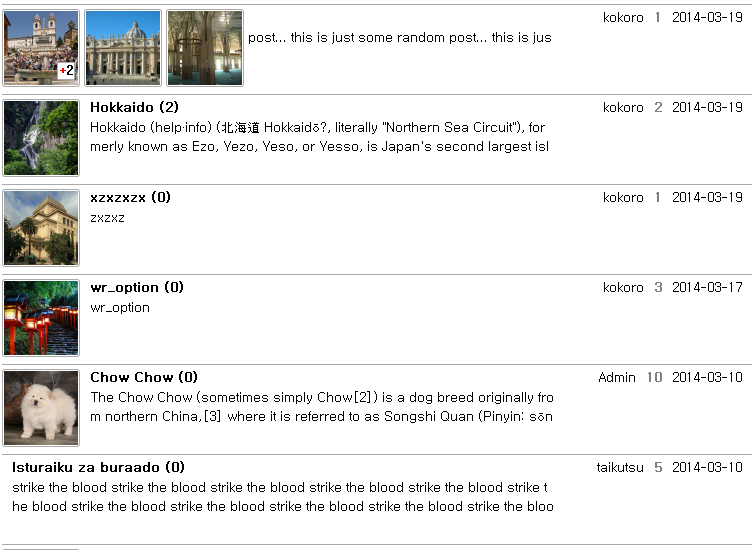 kokoro 1 2014-03-19
post... this is just some random post... this is jus
+2
Hokkaido (2) kokoro 2 2014-03-19
Hokkaido (help·info) (北海道 Hokkaidō?, literally "Northern Sea Circuit"), for
merly known as Ezo, Yezo, Yeso, or Yesso, is Japan's second largest isl
xzxzxzx (0) kokoro 1 2014-03-19
zxzxz
wr_option (0) kokoro 3 2014-03-17
wr_option
Chow Chow (0) Admin 10 2014-03-10
The Chow Chow (sometimes simply Chow[2]) is a dog breed originally fro
m northern China,[3] where it is referred to as Songshi Quan (Pinyin: sōn
Isturaiku za buraado (0) taikutsu 5 2014-03-10
strike the blood strike the blood strike the blood strike the blood strike the blood strike t
he blood strike the blood strike the blood strike the blood strike the blood strike the bloo